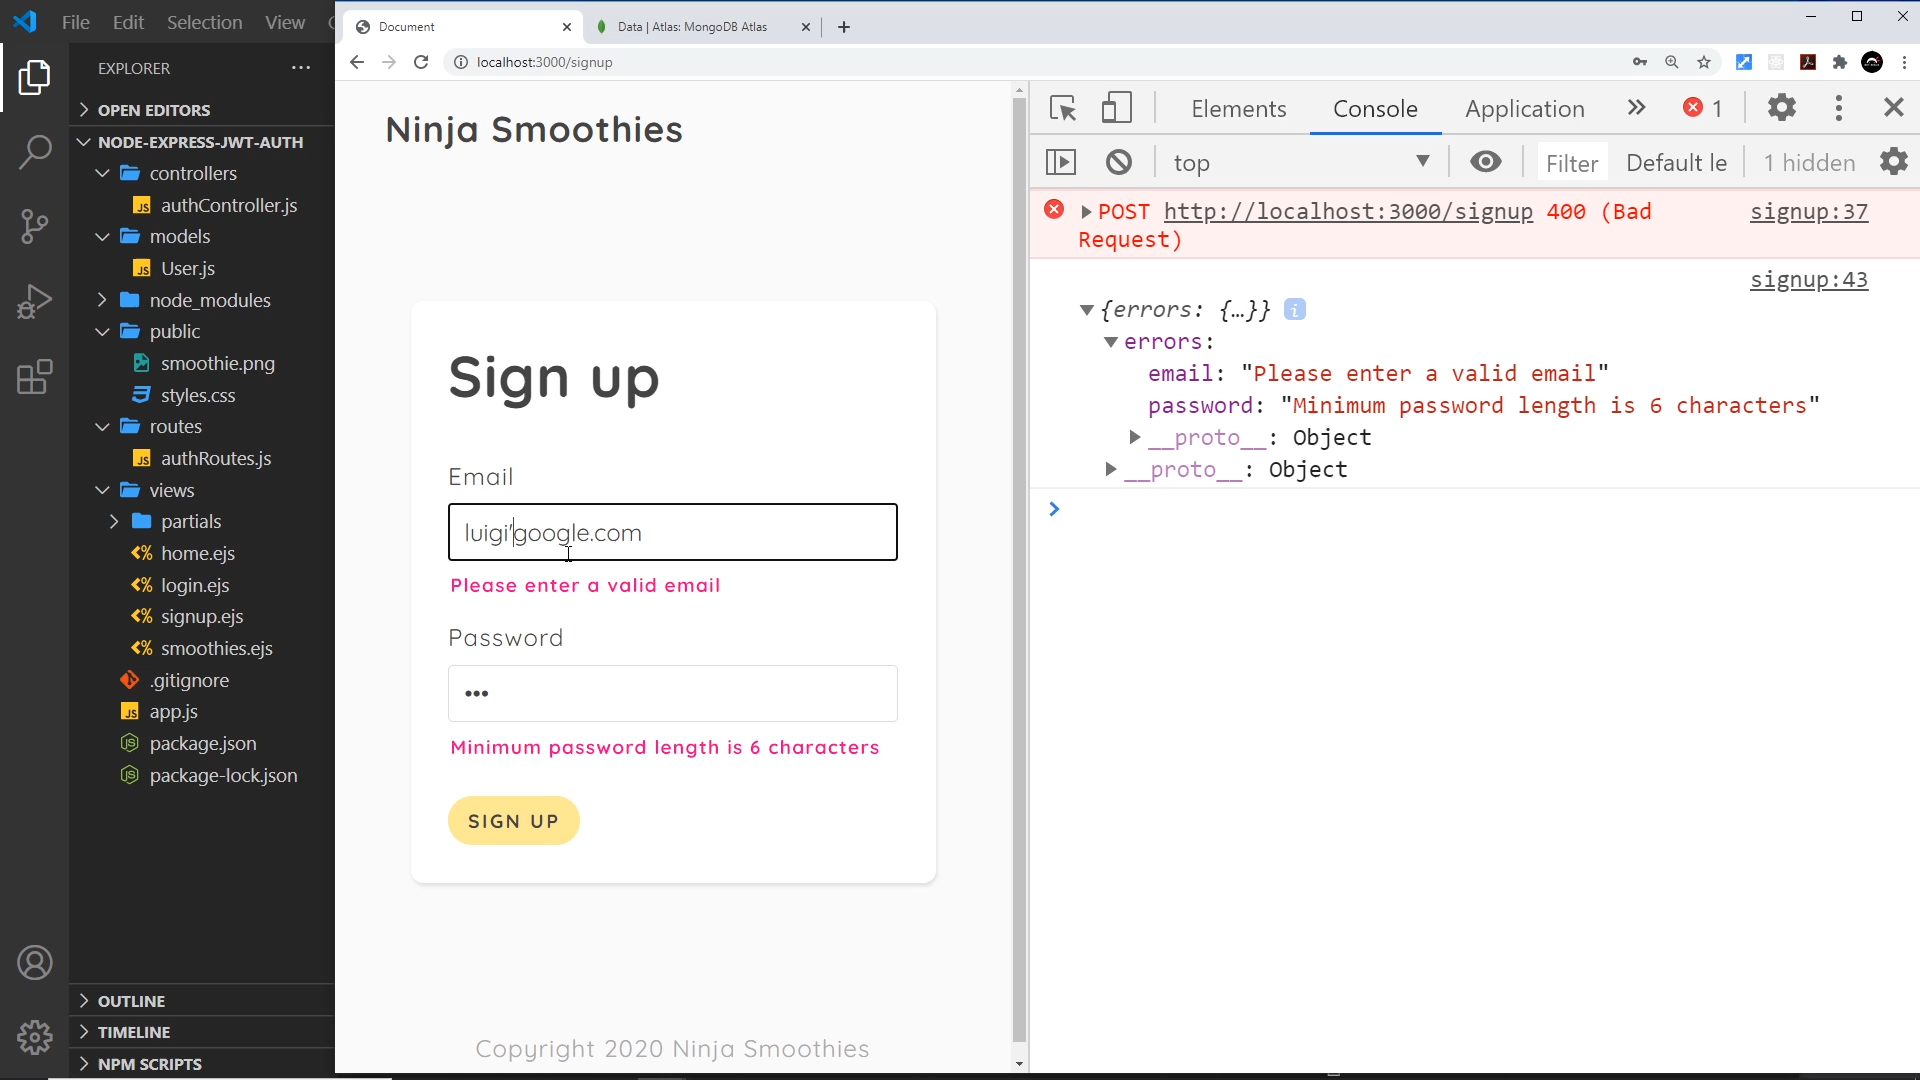 File Edit Selection View
EXPLORER
OPEN EDITORS
NODE-EXPRESS-JWT-AUTH
controllers
authController.js
models
User.js
node_modules
public
smoothie.png
styles.css
routes
authRoutes.js
views
partials
home.ejs
login.ejs
signup.ejs
smoothies.ejs
.gitignore
app.js
package.json
package-lock.json
OUTLINE
TIMELINE
NPM SCRIPTS
Document
Data | Atlas: MongoDB Atlas
localhost:3000/signup
Ninja Smoothies
Sign up
Email
luigi'google.com
Please enter a valid email
Password
•••
Minimum password length is 6 characters
SIGN UP
Copyright 2020 Ninja Smoothies
Elements Console Application » 1
top Filter Default le 1 hidden
POST http://localhost:3000/signup 400 (Bad Request) signup:37
signup:43
{errors: {…}} i
errors:
email: "Please enter a valid email"
password: "Minimum password length is 6 characters"
__proto__: Object
__proto__: Object